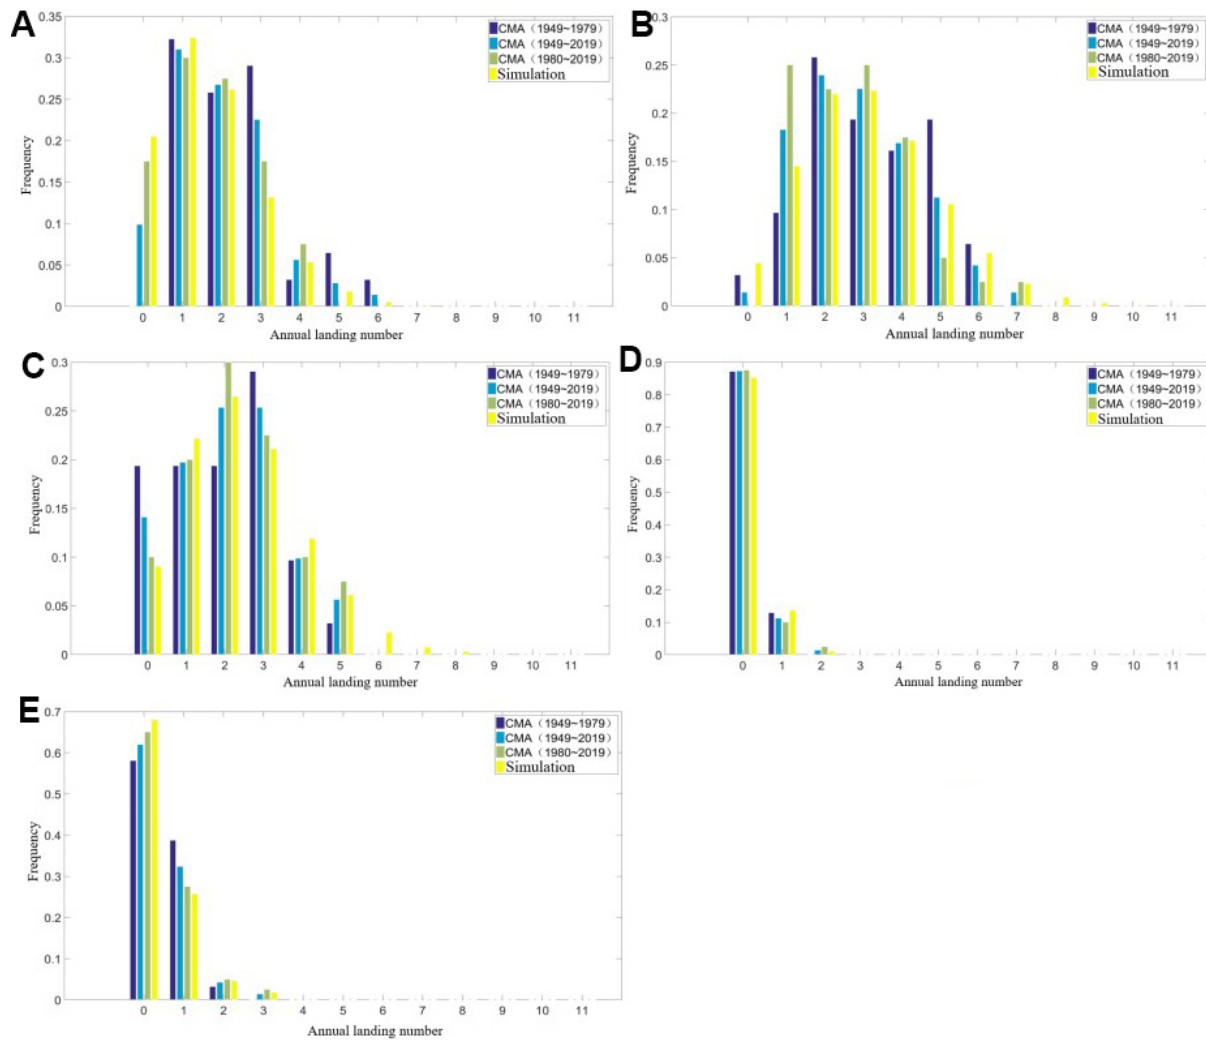 A
0.35
0.3
0.25
0.2
0.15
0.1
0.05
0
Frequency
CMA（1949~1979）
CMA（1949~2019）
CMA（1980~2019）
Simulation
0 1 2 3 4 5 6 7 8 9 10 11
Annual landing number
B
0.3
0.25
0.2
0.15
0.1
0.05
0
Frequency
CMA（1949~1979）
CMA（1949~2019）
CMA（1980~2019）
Simulation
0 1 2 3 4 5 6 7 8 9 10 11
Annual landing number
C
0.3
0.25
0.2
0.15
0.1
0.05
0
Frequency
CMA（1949~1979）
CMA（1949~2019）
CMA（1980~2019）
Simulation
0 1 2 3 4 5 6 7 8 9 10 11
Annual landing number
D
0.9
0.8
0.7
0.6
0.5
0.4
0.3
0.2
0.1
0
Frequency
CMA（1949~1979）
CMA（1949~2019）
CMA（1980~2019）
Simulation
0 1 2 3 4 5 6 7 8 9 10 11
Annual landing number
E
0.7
0.6
0.5
0.4
0.3
0.2
0.1
0
Frequency
CMA（1949~1979）
CMA（1949~2019）
CMA（1980~2019）
Simulation
0 1 2 3 4 5 6 7 8 9 10 11
Annual landing number